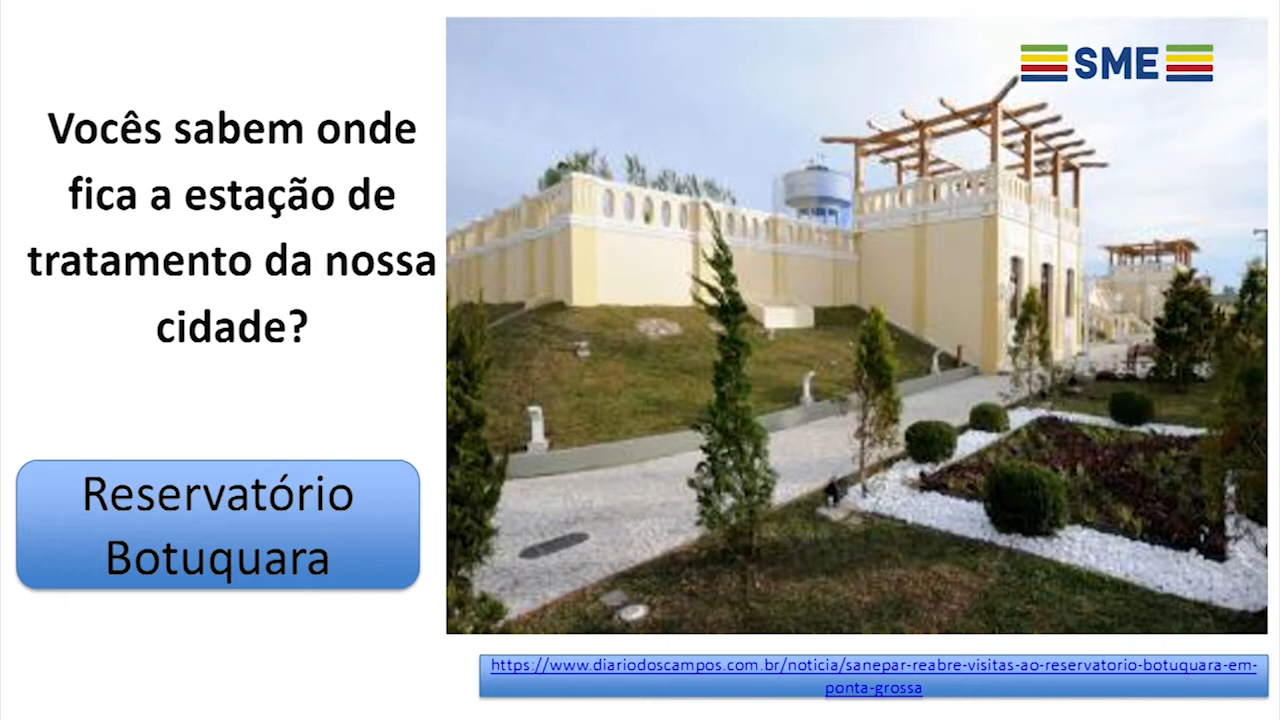 SME
Vocês sabem onde
fica a estação de
tratamento da nossa
cidade?
Reservatório
Botuquara
https://www.diariodoscampos.com.br/noticia/sanepar-reabre-visitas-ao-reservatorio-botuquara-em-
ponta-grossa